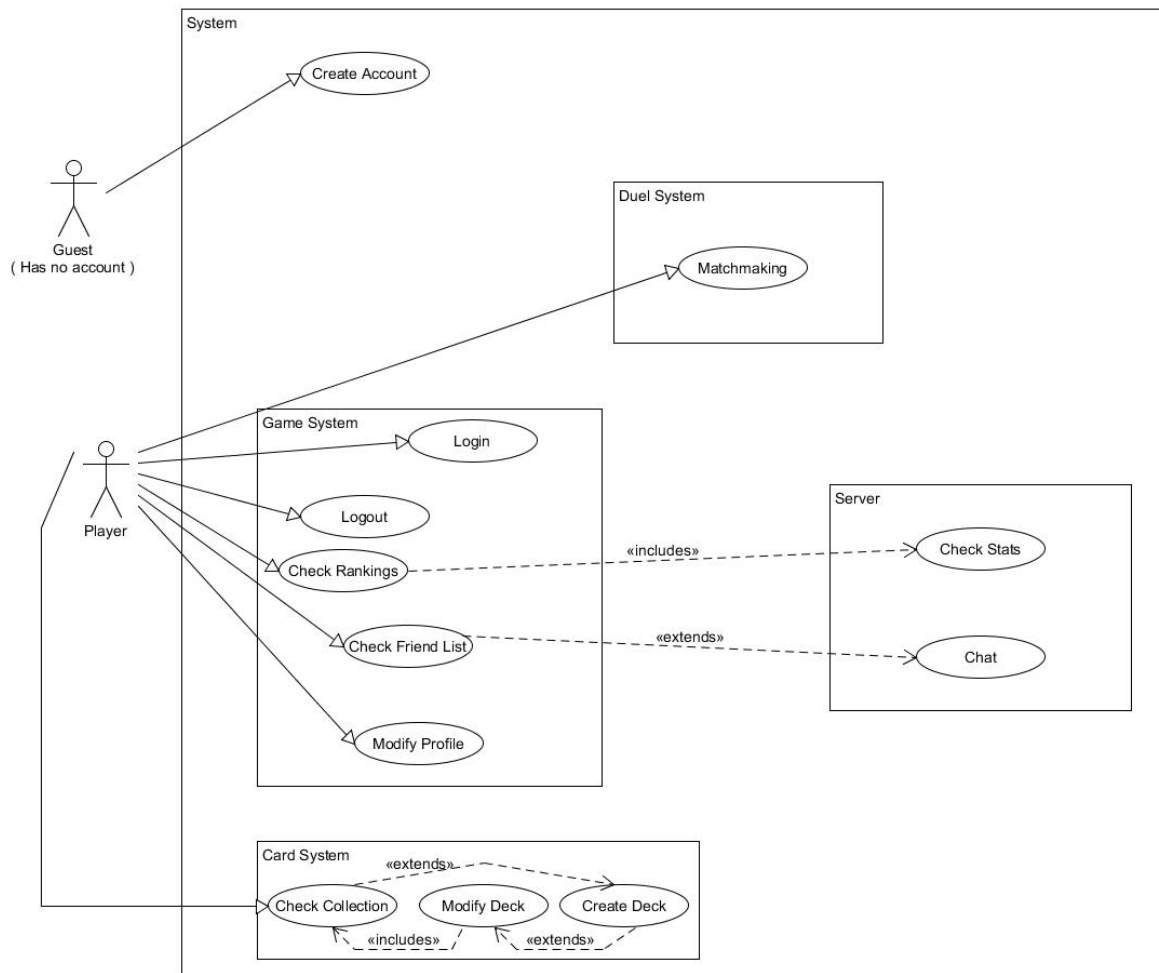 System
Create Account
Guest
( Has no account )
Duel System
Matchmaking
Game System
Login
Player
Logout
Check Rankings
«includes»
Server
Check Stats
Check Friend List
«extends»
Chat
Modify Profile
Card System
«extends»
Check Collection
Modify Deck
Create Deck
«includes»
«extends»